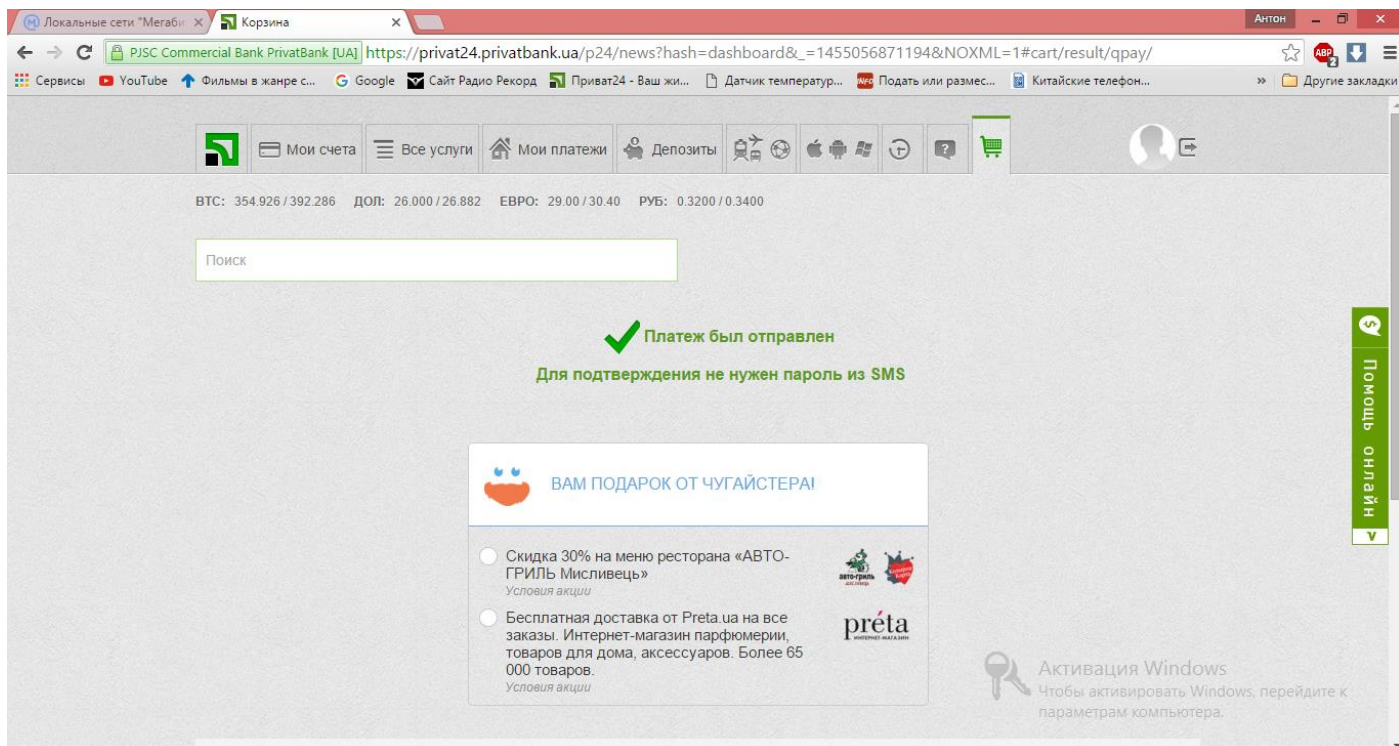 Локальные сети "Мегаби
Корзина
Антон
PJSC Commercial Bank PrivatBank [UA] https://privat24.privatbank.ua/p24/news?hash=dashboard&_=1455056871194&NOXML=1#cart/result/qpay/
ABP 2
Сервисы YouTube Фильмы в жанре с... Google Сайт Радио Рекорд Приват24 - Ваш жи... Датчик температур... Подать или размес... Китайские телефон... » Другие закладки
Мои счета Все услуги Мои платежи Депозиты
BTC: 354.926 / 392.286 ДОЛ: 26.000 / 26.882 ЕВРО: 29.00 / 30.40 РУБ: 0.3200 / 0.3400
Поиск
Платеж был отправлен
Для подтверждения не нужен пароль из SMS
Помощь онлайн
ВАМ ПОДАРОК ОТ ЧУГАЙСТЕРА!
Скидка 30% на меню ресторана «АВТО-
ГРИЛЬ Мисливець»
Условия акции
авто-гриль
Бесплатная доставка от Preta.ua на все
заказы. Интернет-магазин парфюмерии,
товаров для дома, аксессуаров. Более 65
000 товаров.
Условия акции
préta
ИНТЕРНЕТ-МАГАЗИН
Активация Windows
Чтобы активировать Windows, перейдите к
параметрам компьютера.